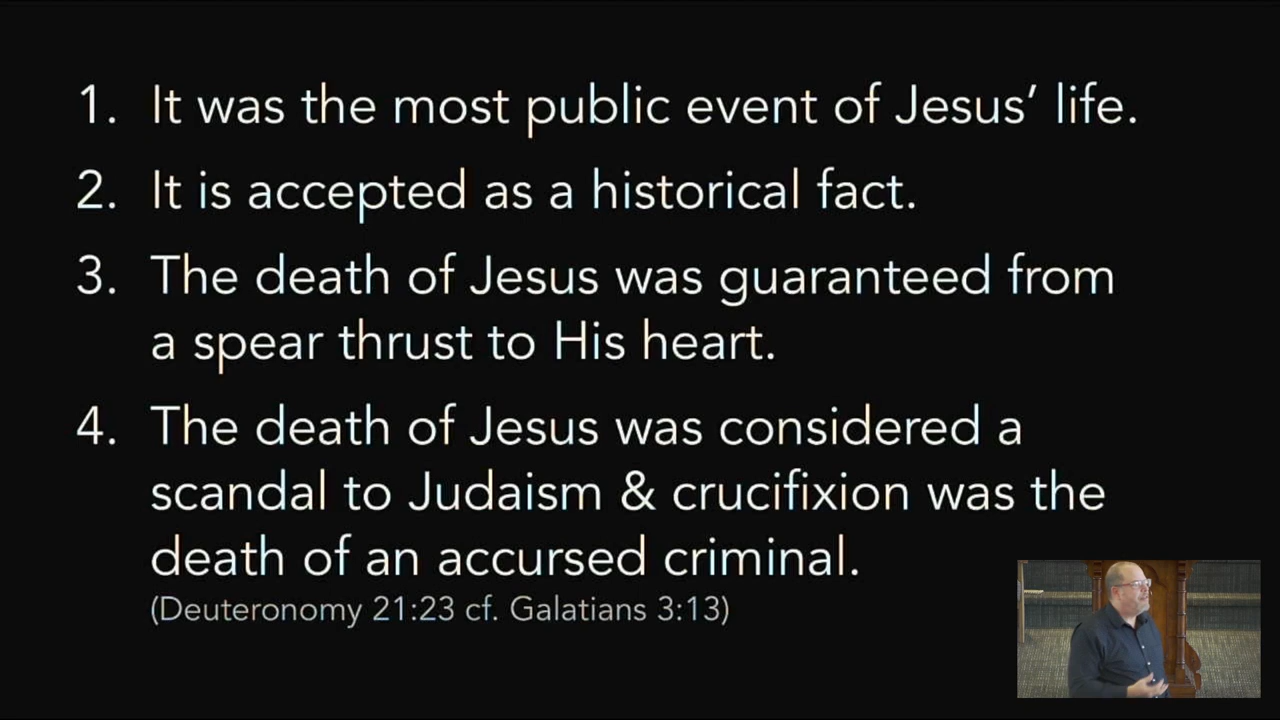 1. It was the most public event of Jesus’ life.
2. It is accepted as a historical fact.
3. The death of Jesus was guaranteed from
a spear thrust to His heart.
4. The death of Jesus was considered a
scandal to Judaism & crucifixion was the
death of an accursed criminal.
(Deuteronomy 21:23 cf. Galatians 3:13)